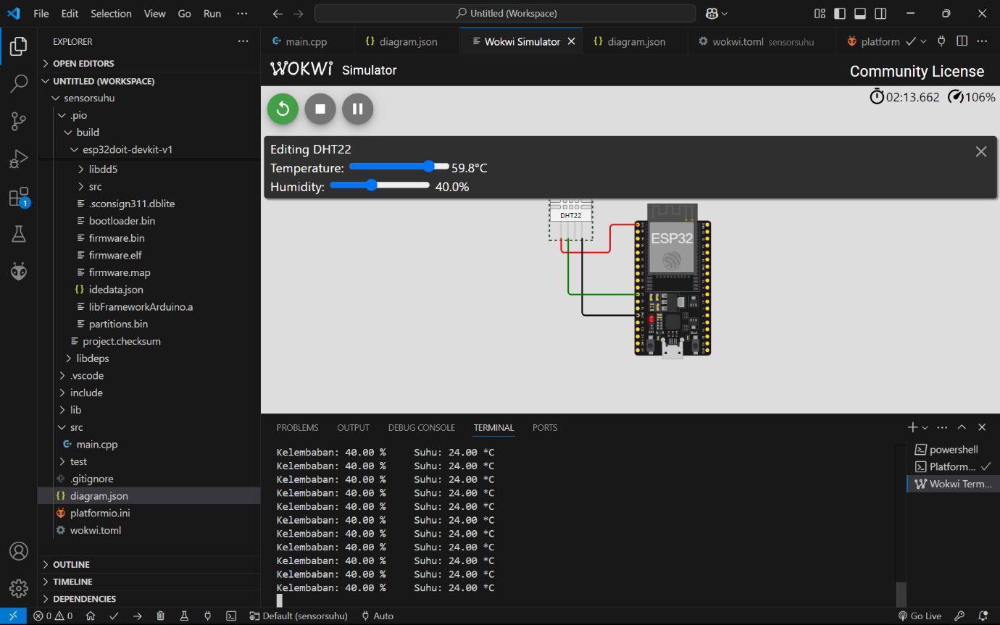 File Edit Selection View Go Run ··· Untitled (Workspace)
EXPLORER ···
OPEN EDITORS
UNTITLED (WORKSPACE)
sensorsuhu
.pio
build
esp32doit-devkit-v1
libdd5
src
.sconsign311.dblite
bootloader.bin
firmware.bin
firmware.elf
firmware.map
{} idedata.json
libFrameworkArduino.a
partitions.bin
project.checksum
libdeps
.vscode
include
lib
src
main.cpp
test
.gitignore
{} diagram.json
platformio.ini
wokwi.toml
OUTLINE
TIMELINE
DEPENDENCIES
1
main.cpp {} diagram.json Wokwi Simulator {} diagram.json wokwi.toml sensorsuhu platform
WOKWI Simulator Community License
02:13.662 106%
Editing DHT22
Temperature: 59.8°C
Humidity: 40.0%
DHT22
ESP32
PROBLEMS OUTPUT DEBUG CONSOLE TERMINAL PORTS
Kelembaban: 40.00 % Suhu: 24.00 *C
Kelembaban: 40.00 % Suhu: 24.00 *C
Kelembaban: 40.00 % Suhu: 24.00 *C
Kelembaban: 40.00 % Suhu: 24.00 *C
Kelembaban: 40.00 % Suhu: 24.00 *C
Kelembaban: 40.00 % Suhu: 24.00 *C
Kelembaban: 40.00 % Suhu: 24.00 *C
Kelembaban: 40.00 % Suhu: 24.00 *C
Kelembaban: 40.00 % Suhu: 24.00 *C
Kelembaban: 40.00 % Suhu: 24.00 *C
Kelembaban: 40.00 % Suhu: 24.00 *C
powershell
Platform...
Wokwi Term...
0 0 Default (sensorsuhu) Auto Go Live